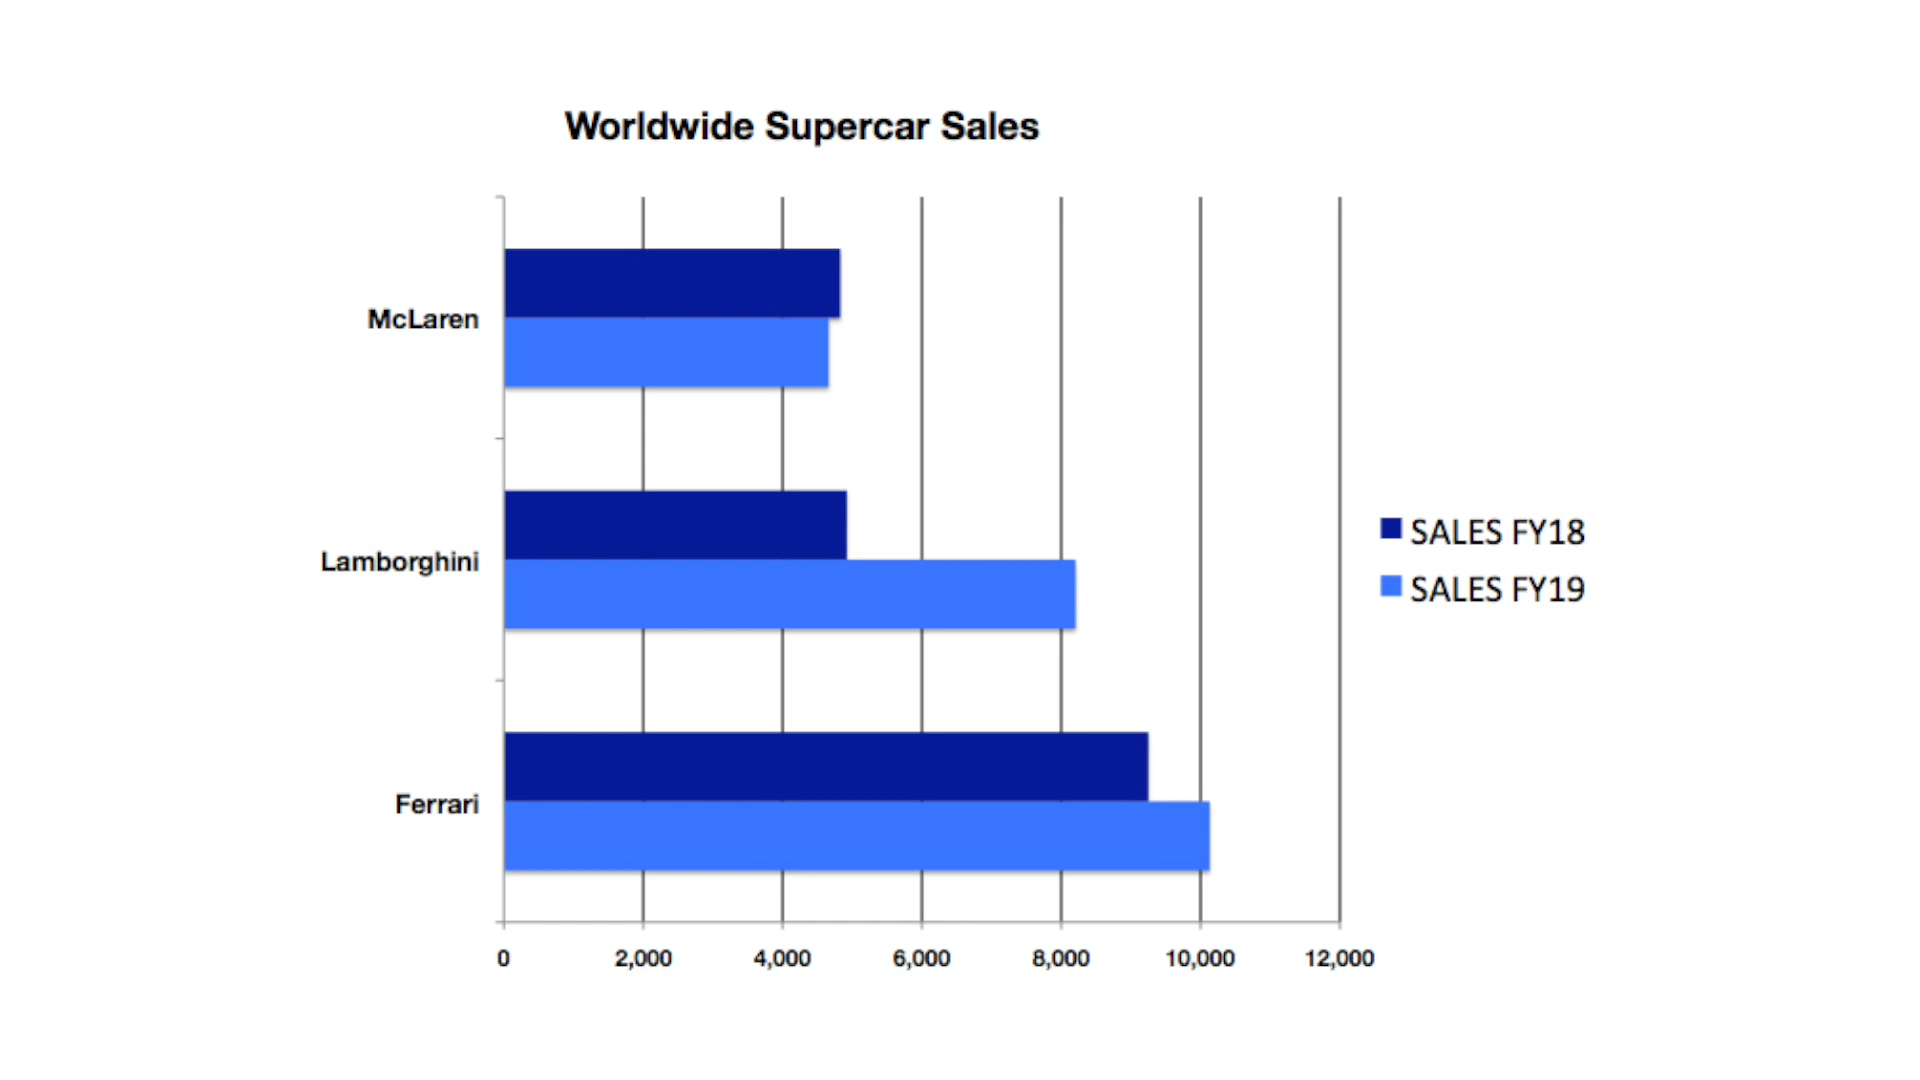 Worldwide Supercar Sales
McLaren
Lamborghini
Ferrari
0 2,000 4,000 6,000 8,000 10,000 12,000
SALES FY18
SALES FY19